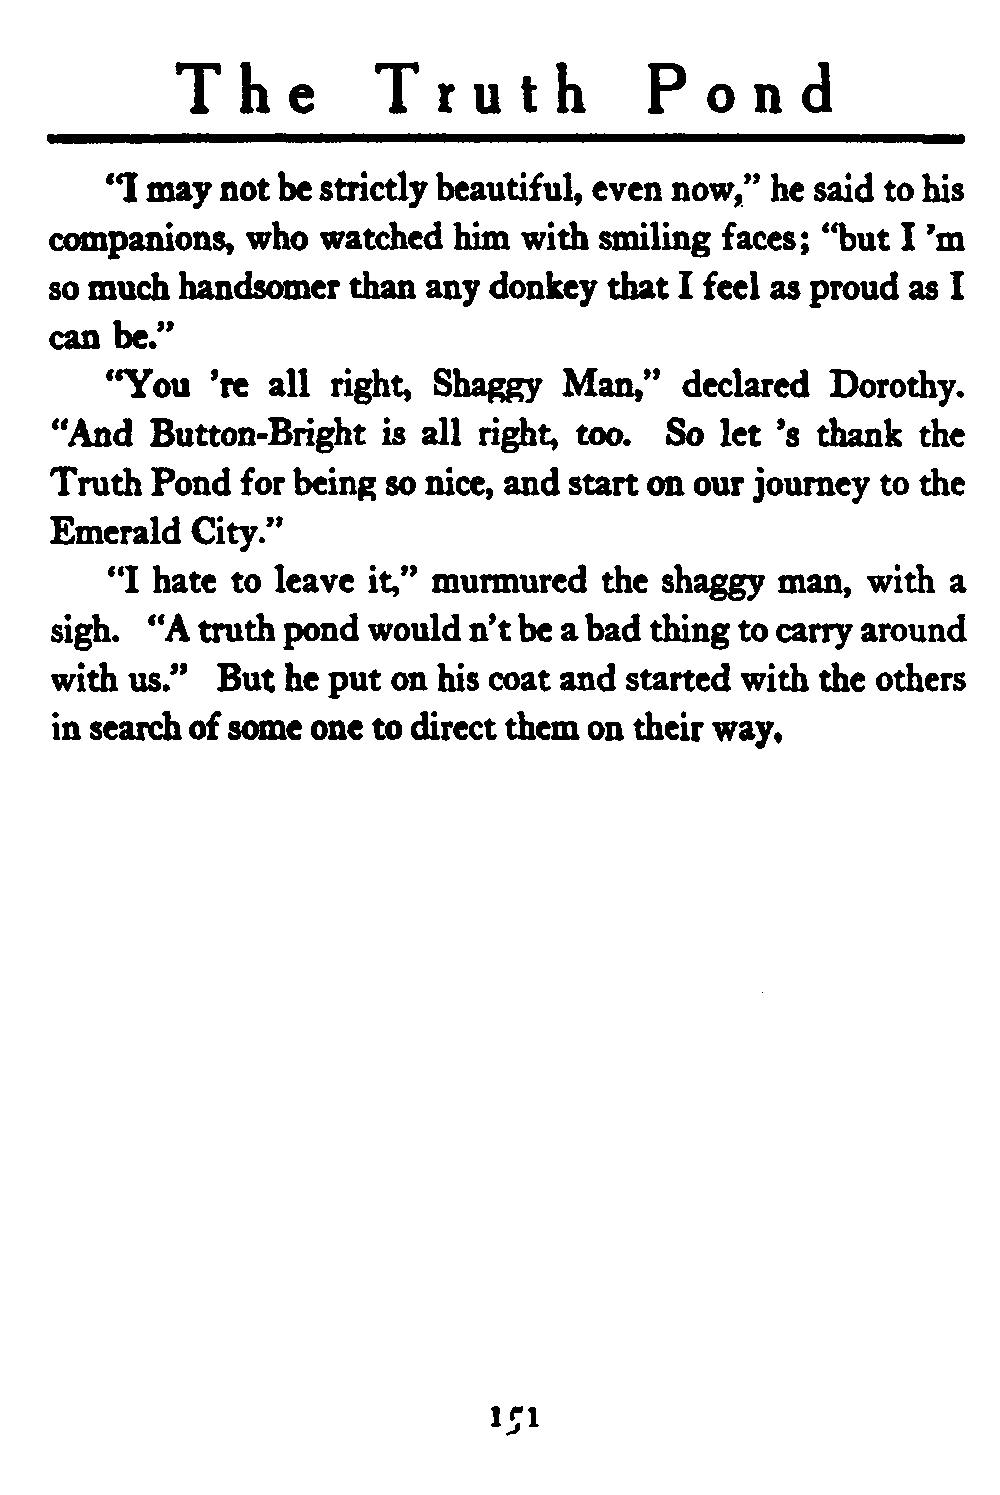 The Truth Pond
“I may not be strictly beautiful, even now,” he said to his
companions, who watched him with smiling faces; “but I ’m
so much handsomer than any donkey that I feel as proud as I
can be.”
“You ’re all right, Shaggy Man,” declared Dorothy.
“And Button-Bright is all right, too. So let ’s thank the
Truth Pond for being so nice, and start on our journey to the
Emerald City.”
“I hate to leave it,” murmured the shaggy man, with a
sigh. “A truth pond would n’t be a bad thing to carry around
with us.” But he put on his coat and started with the others
in search of some one to direct them on their way.
151